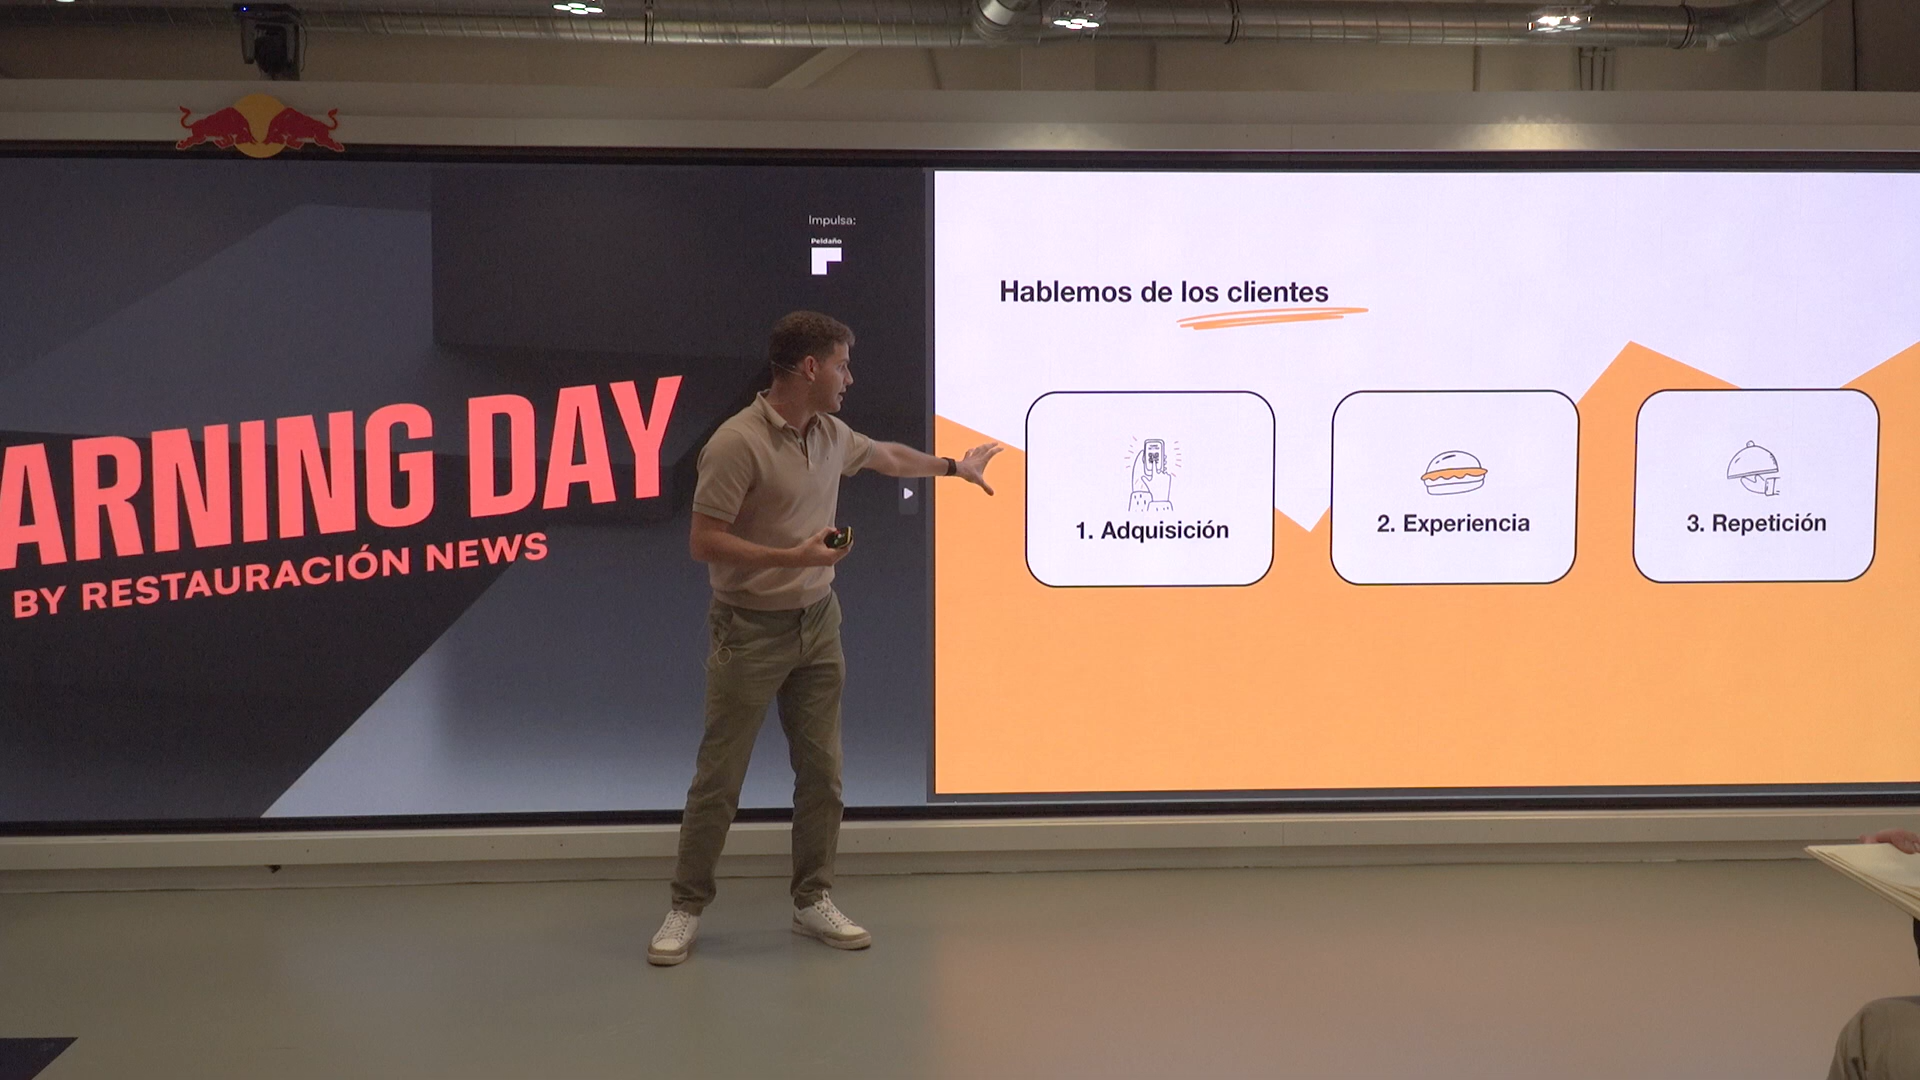 ARNING DAY
BY RESTAURACIÓN NEWS
Impulsa:
Peldaño
Hablemos de los clientes
1. Adquisición
2. Experiencia
3. Repetición